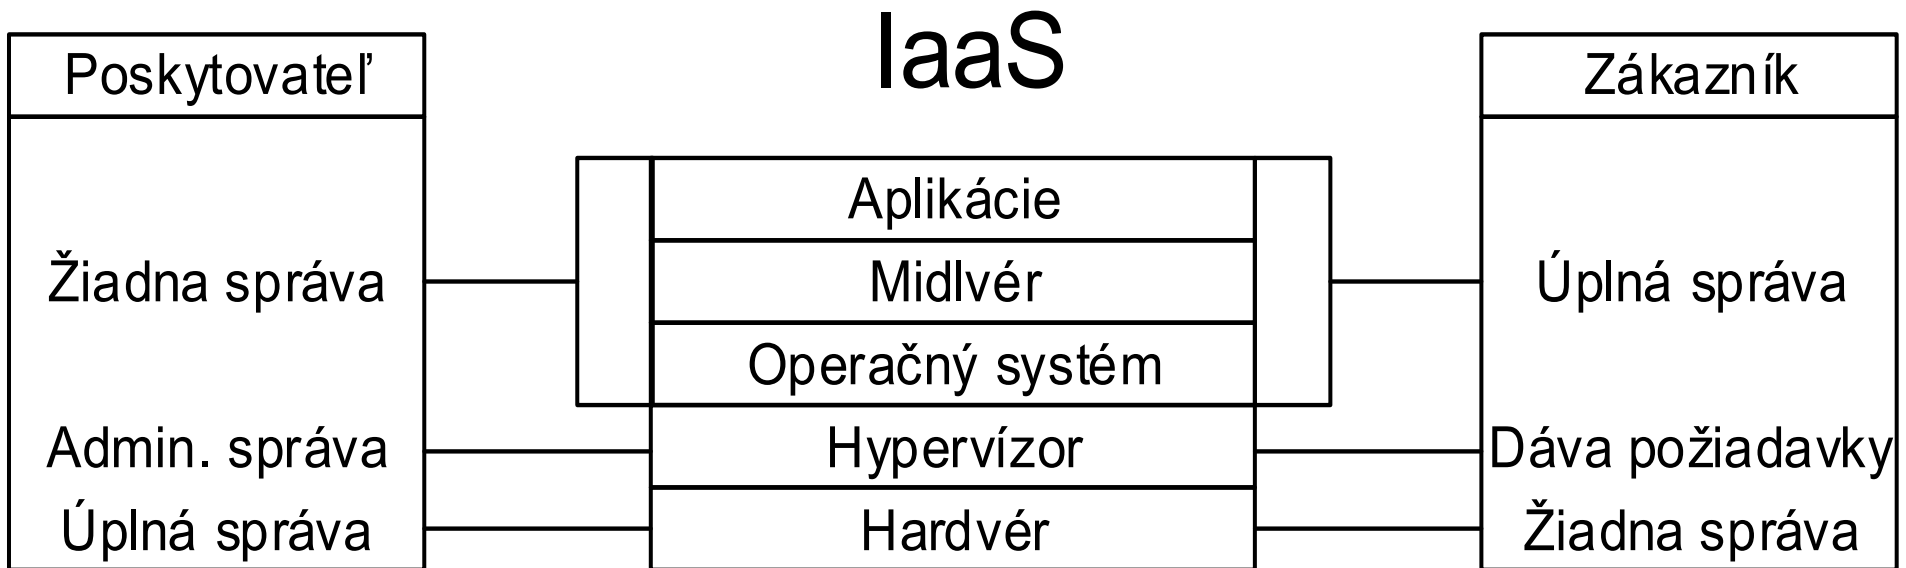 IaaS
Poskytovateľ
Zákazník
Aplikácie
Žiadna správa
Midlvér
Úplná správa
Operačný systém
Admin. správa
Hypervízor
Dáva požiadavky
Úplná správa
Hardvér
Žiadna správa